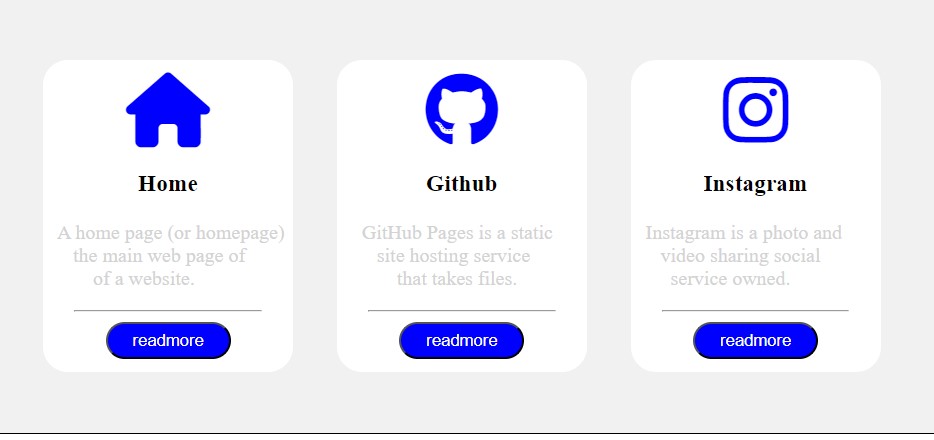 Home
A home page (or homepage)
the main web page of
of a website.
readmore
Github
GitHub Pages is a static
site hosting service
that takes files.
readmore
Instagram
Instagram is a photo and
video sharing social
service owned.
readmore